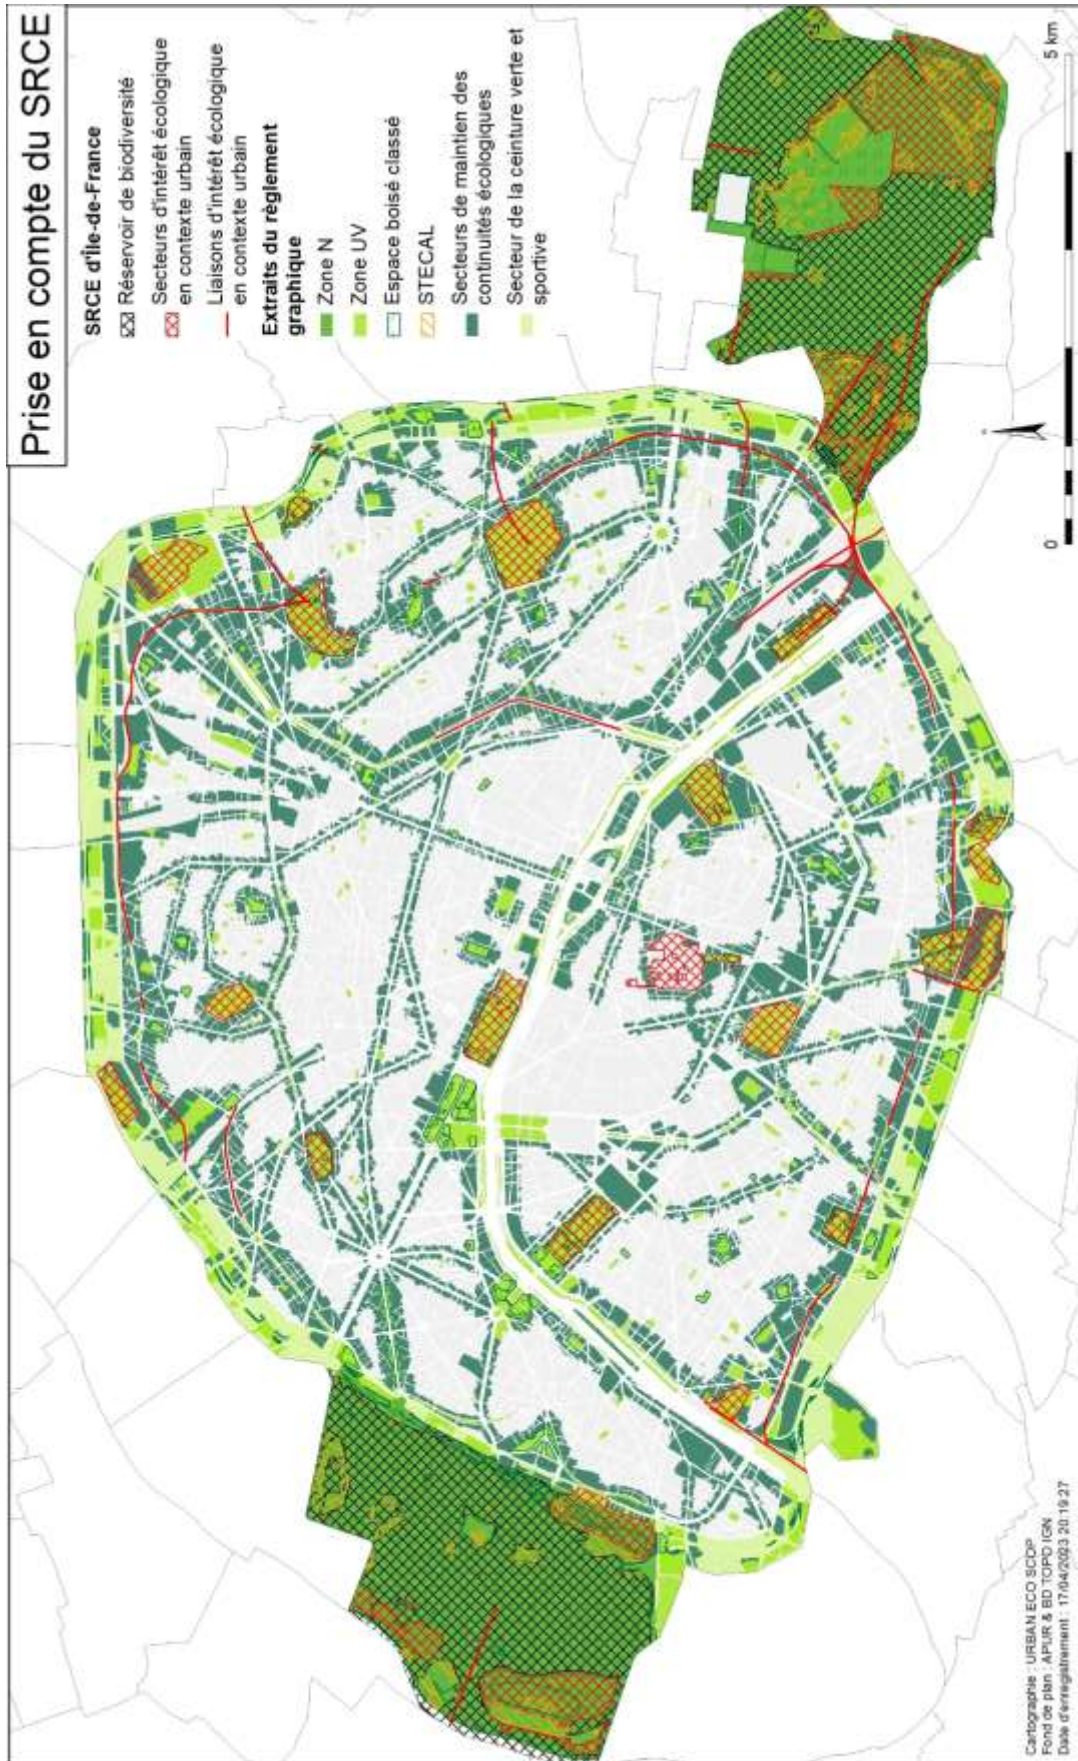 Prise en compte du SRCE
SRCE d'Île-de-France
Réservoir de biodiversité
Secteurs d'intérêt écologique
en contexte urbain
Liaisons d'intérêt écologique
en contexte urbain
Extraits du règlement
graphique
Zone N
Zone UV
Espace boisé classé
STECAL
Secteurs de maintien des
continuités écologiques
Secteur de la ceinture verte et
sportive
0
5 km
Cartographie : URBAN ECO SCOP
Fond de plan : APUR & BD TOPO IGN
Date d'enregistrement : 17/04/2023 20:19:27